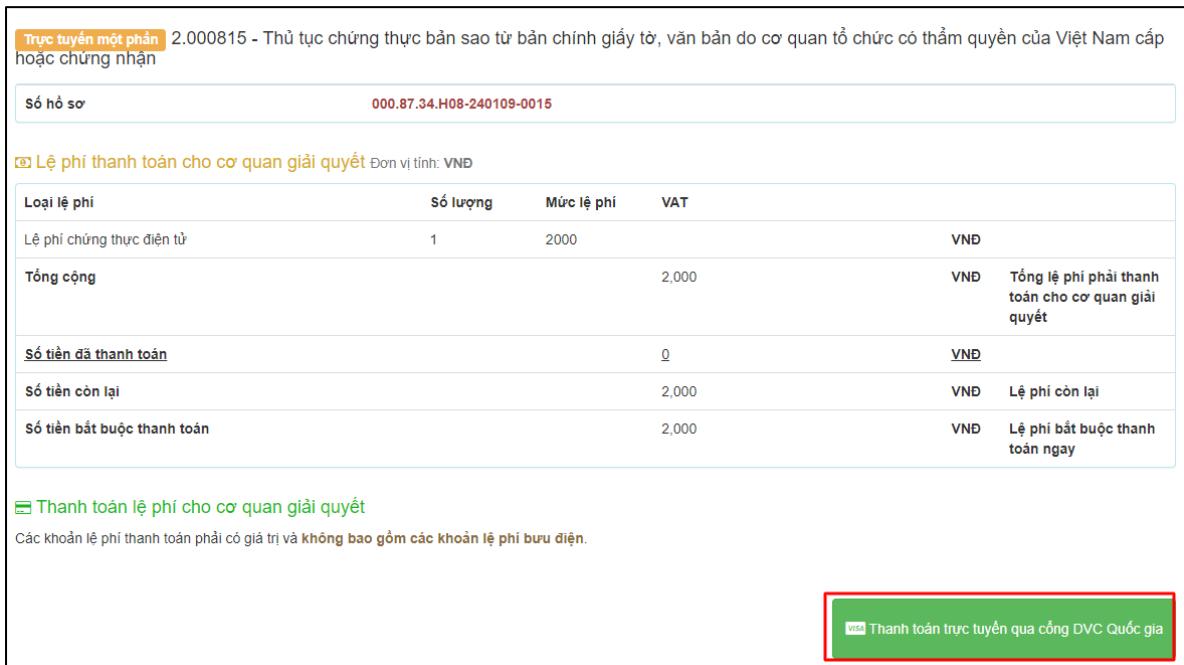 Trực tuyến một phần 2.000815 - Thủ tục chứng thực bản sao từ bản chính giấy tờ, văn bản do cơ quan tổ chức có thẩm quyền của Việt Nam cấp
hoặc chứng nhận
Số hồ sơ 000.87.34.H08-240109-0015
Lệ phí thanh toán cho cơ quan giải quyết Đơn vị tính: VNĐ
Loại lệ phí Số lượng Mức lệ phí VAT
Lệ phí chứng thực điện tử 1 2000 VNĐ
Tổng cộng 2,000 VNĐ Tổng lệ phí phải thanh
toán cho cơ quan giải
quyết
Số tiền đã thanh toán 0 VNĐ
Số tiền còn lại 2,000 VNĐ Lệ phí còn lại
Số tiền bắt buộc thanh toán 2,000 VNĐ Lệ phí bắt buộc thanh
toán ngay
Thanh toán lệ phí cho cơ quan giải quyết
Các khoản lệ phí thanh toán phải có giá trị và không bao gồm các khoản lệ phí bưu điện.
VISA Thanh toán trực tuyến qua cổng DVC Quốc gia